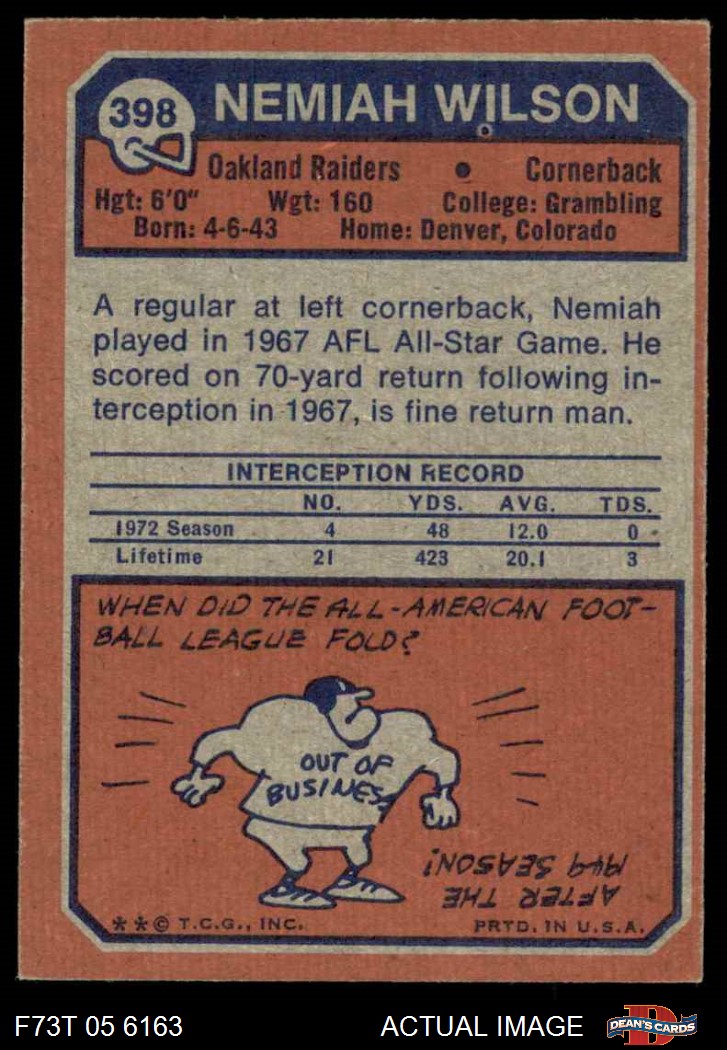 398
NEMIAH WILSON
Oakland Raiders • Cornerback
Hgt: 6'0" Wgt: 160 College: Grambling
Born: 4-6-43 Home: Denver, Colorado
A regular at left cornerback, Nemiah
played in 1967 AFL All-Star Game. He
scored on 70-yard return following in-
terception in 1967, is fine return man.
INTERCEPTION RECORD
NO. YDS. AVG. TDS.
1972 Season 4 48 12.0 0
Lifetime 21 423 20.1 3
WHEN DID THE ALL-AMERICAN FOOT-
BALL LEAGUE FOLD?
OUT OF
BUSINESS
AFTER THE
1949 SEASON!
**© T.C.G., INC. PRTD. IN U.S.A.
F73T 05 6163 ACTUAL IMAGE D DEAN'S CARDS